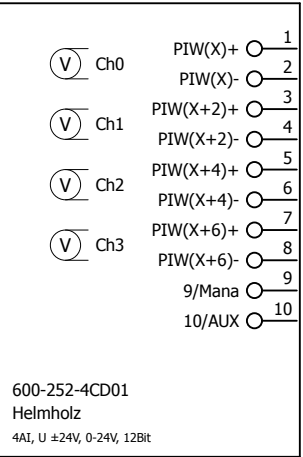 PIW(X)+ 1
V Ch0
PIW(X)- 2
PIW(X+2)+ 3
V Ch1
PIW(X+2)- 4
PIW(X+4)+ 5
V Ch2
PIW(X+4)- 6
PIW(X+6)+ 7
V Ch3
PIW(X+6)- 8
9/Mana 9
10/AUX 10
600-252-4CD01
Helmholz
4AI, U ±24V, 0-24V, 12Bit